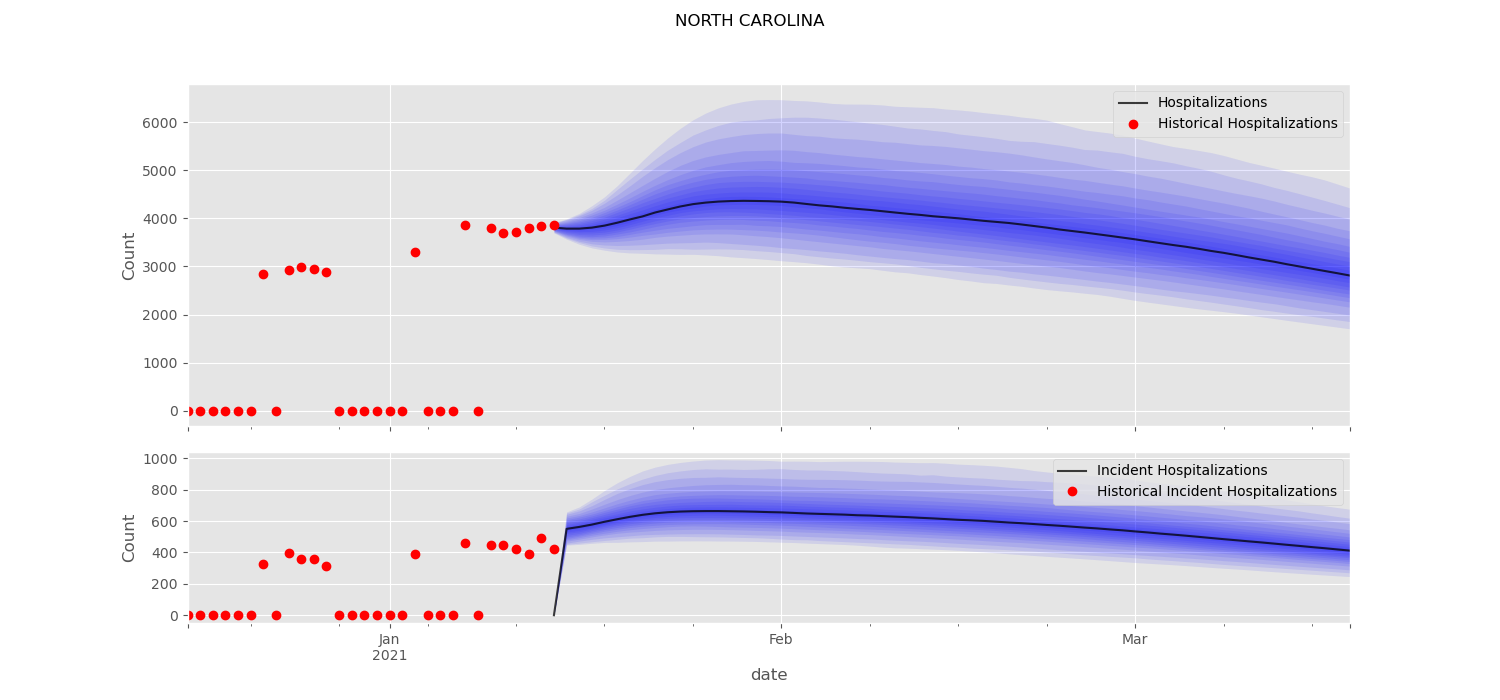 NORTH CAROLINA
Hospitalizations
Historical Hospitalizations
6000
5000
4000
3000
2000
1000
0
Count
Incident Hospitalizations
Historical Incident Hospitalizations
1000
800
600
400
200
0
Count
Jan
2021
Feb
Mar
date